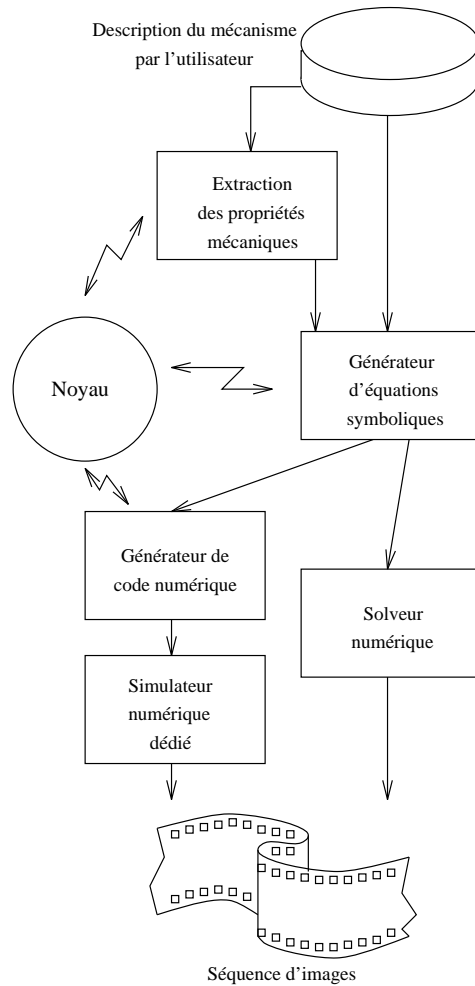 Description du mécanisme
par l'utilisateur
Extraction
des propriétés
mécaniques
Noyau
Générateur
d'équations
symboliques
Générateur de
code numérique
Solveur
numérique
Simulateur
numérique
dédié
Séquence d'images